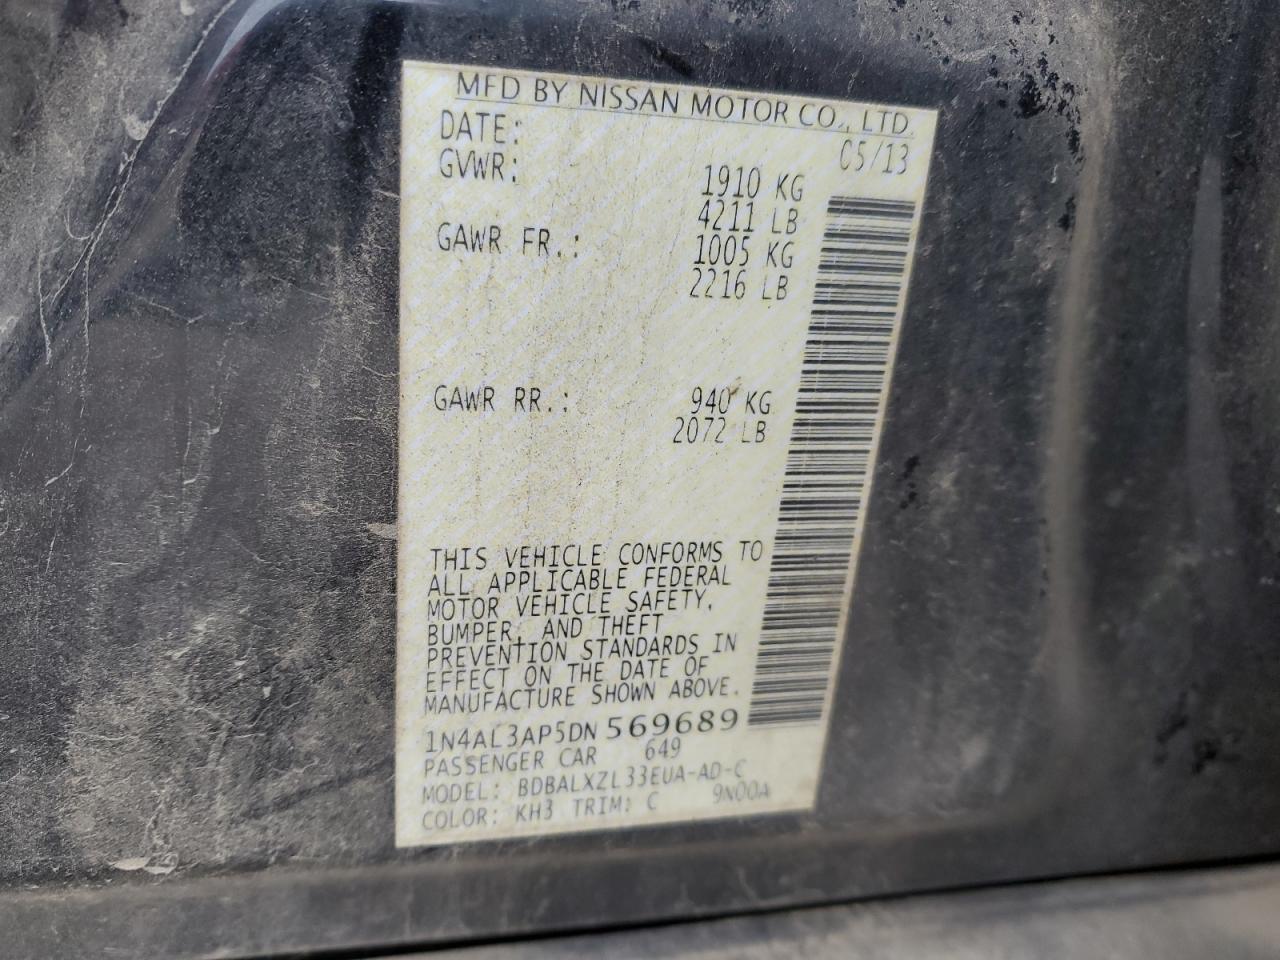 MFD BY NISSAN MOTOR CO., LTD.
DATE: 05/13
GVWR: 1910 KG
4211 LB
GAWR FR.: 1005 KG
2216 LB
GAWR RR.: 940 KG
2072 LB
THIS VEHICLE CONFORMS TO
ALL APPLICABLE FEDERAL
MOTOR VEHICLE SAFETY,
BUMPER, AND THEFT
PREVENTION STANDARDS IN
EFFECT ON THE DATE OF
MANUFACTURE SHOWN ABOVE.
1N4AL3AP5DN569689
PASSENGER CAR 649
MODEL: BDBALXZL33EUA-AD-C
COLOR: KH3 TRIM: C 9N00A